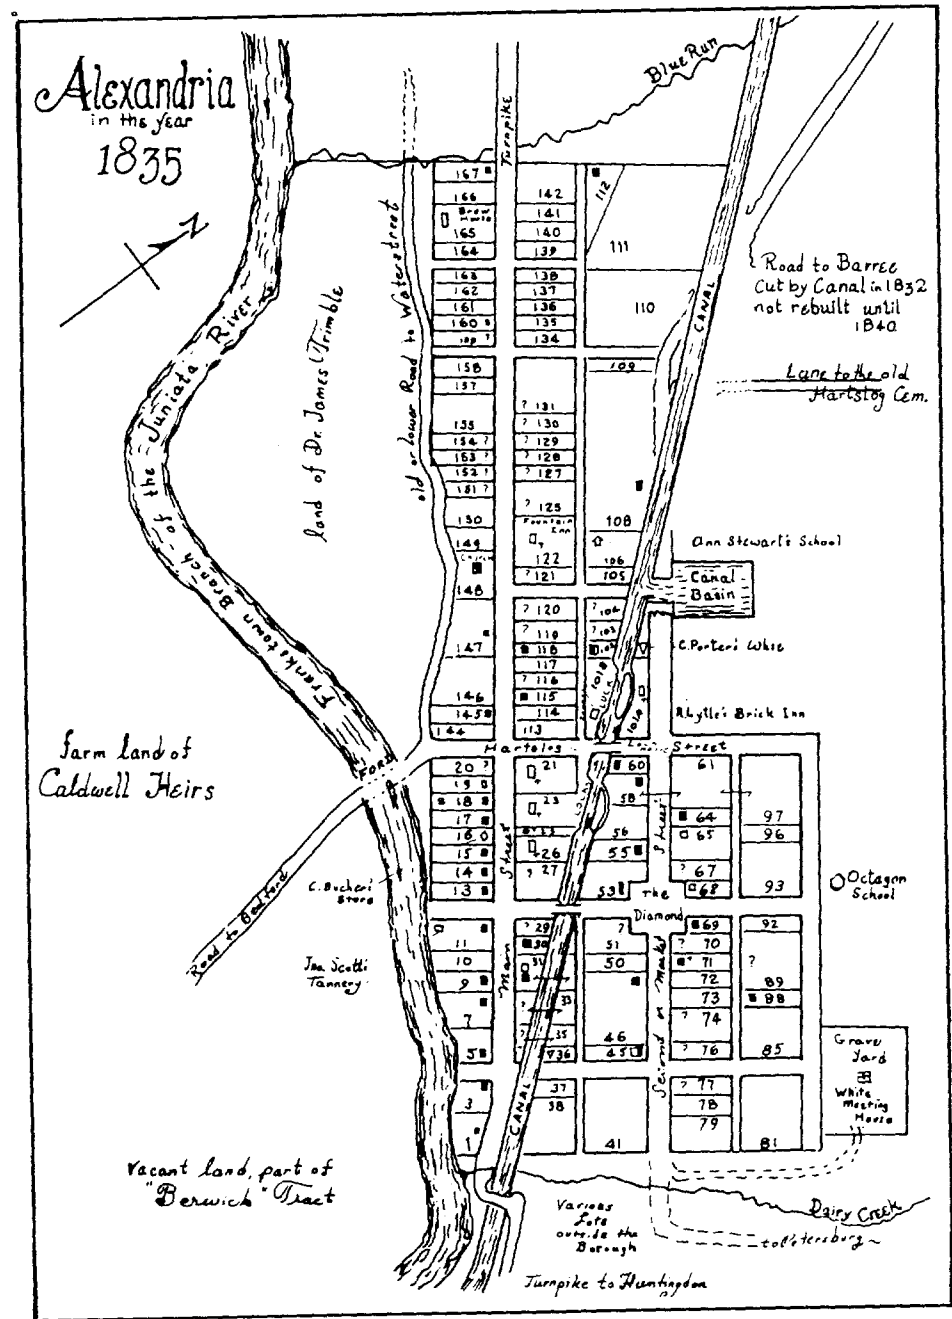 Alexandria
in the year
1835
N
Blue Run
Turnpike
CANAL
Road to Barree
Cut by Canal in 1832
not rebuilt until
1840
Lane to the old
Hartslog Cem.
Frankstown Branch of the Juniata River
land of Dr. James Trimble
old or lower Road to Waterstreet
167
166
Brew House
165
164
163
162
161
160
158
157
155
154 ?
153 ?
152 ?
151 ?
150
149
Church
148
147
146
145
144
142
141
140
139
138
137
136
135
134
? 131
? 130
? 129
? 128
? 127
? 125
Fountain
Inn
122
? 121
? 120
? 119
118
117
? 116
115
114
113
112
111
110
109
108
106
105
? 104
? 103
LOCK
101
Ann Stewart's School
Canal
Basin
C. Porter's Whse
R. Lytle's Brick Inn
Farm land of
Caldwell Heirs
FORD
Hartslog Street
Road to Bedford
C. Bucher's
Store
Jno. Scott's
Tannery
20 ?
19
18
17
16
15
14
13
11
10
9
7
5
3
1
21
23
26
? 27
? 29
30
31
33
35
36
37
38
Main Street
CANAL
60
58
56
55
53
The
Diamond
?
51
50
46
45
41
Second or Market Street
61
64
65
? 67
68
69
? 70
71
72
73
? 74
? 76
? 77
78
79
97
96
93
92
?
89
88
85
81
Octagon
School
Grave
Yard
White
Meeting
House
Vacant land, part of
"Berwick" Tract
Various
Lots
outside the
Borough
Dairy Creek
to Petersburg
Turnpike to Huntingdon